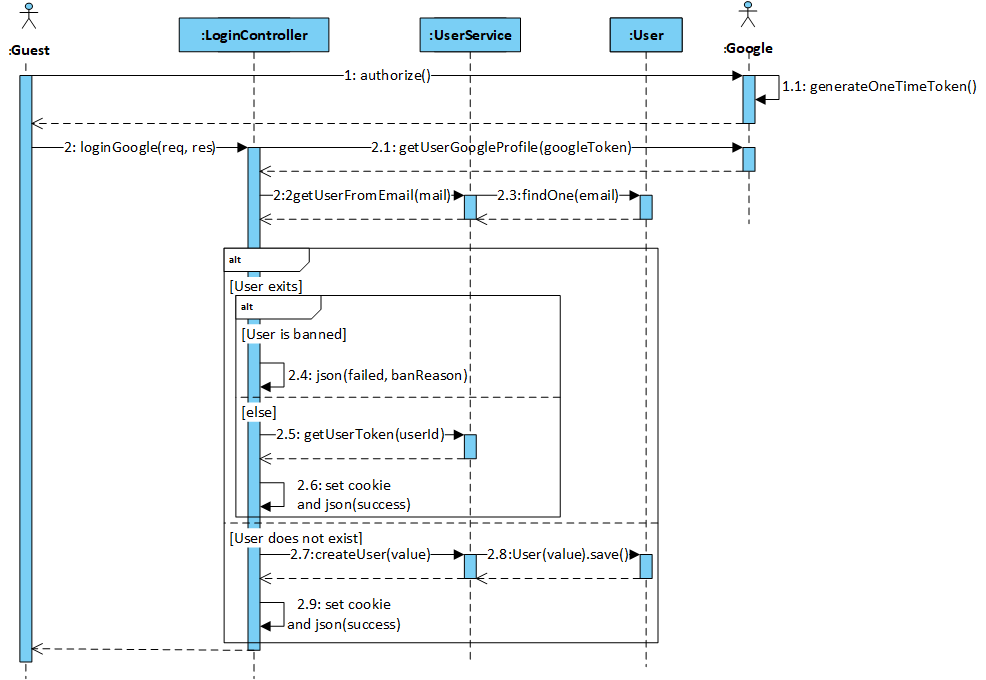 :Guest
:LoginController
:UserService
:User
:Google
1: authorize()
1.1: generateOneTimeToken()
2: loginGoogle(req, res)
2.1: getUserGoogleProfile(googleToken)
2:2getUserFromEmail(mail)
2.3:findOne(email)
alt
[User exits]
alt
[User is banned]
2.4: json(failed, banReason)
[else]
2.5: getUserToken(userId)
2.6: set cookie
and json(success)
[User does not exist]
2.7:createUser(value)
2.8:User(value).save()
2.9: set cookie
and json(success)